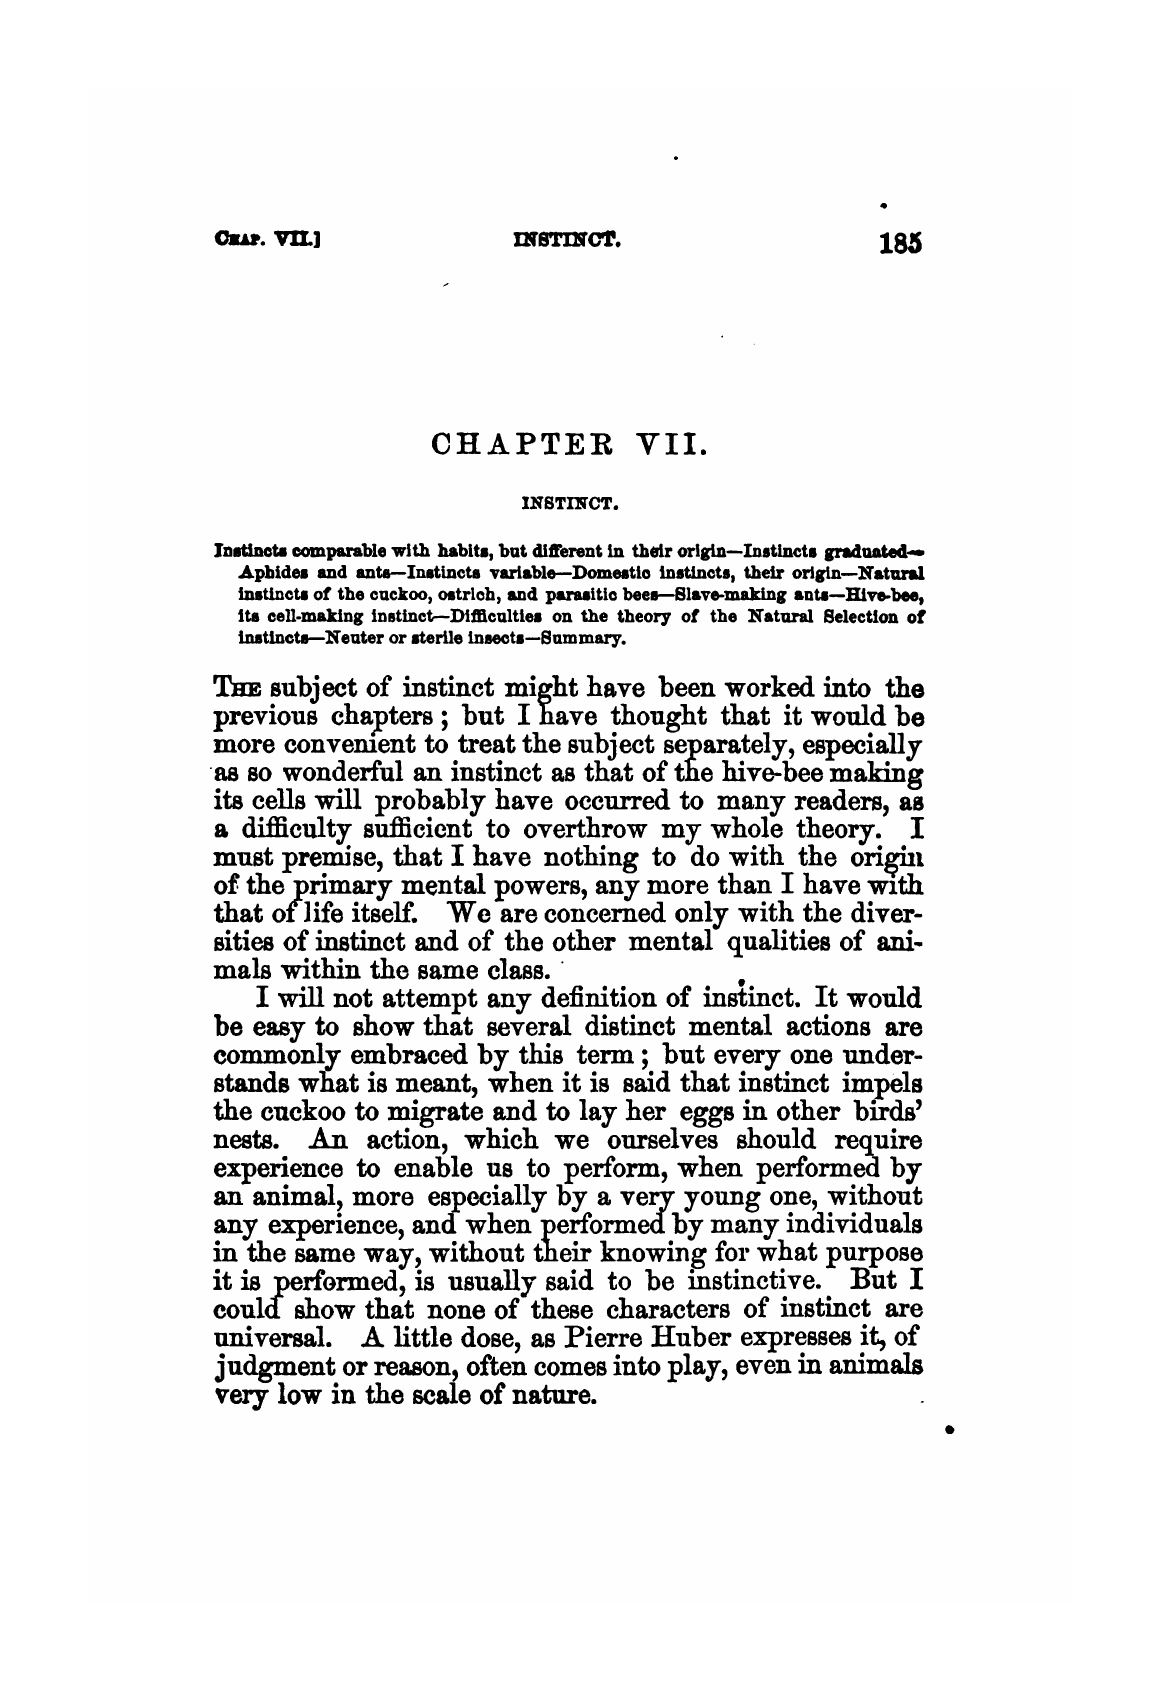 CHAP. VII.] INSTINCT. 185
CHAPTER VII.
INSTINCT.
Instincts comparable with habits, but different in their origin—Instincts graduated—
Aphides and ants—Instincts variable—Domestic instincts, their origin—Natural
instincts of the cuckoo, ostrich, and parasitic bees—Slave-making ants—Hive-bee,
its cell-making instinct—Difficulties on the theory of the Natural Selection of
instincts—Neuter or sterile insects—Summary.
THE subject of instinct might have been worked into the
previous chapters; but I have thought that it would be
more convenient to treat the subject separately, especially
as so wonderful an instinct as that of the hive-bee making
its cells will probably have occurred to many readers, as
a difficulty sufficient to overthrow my whole theory. I
must premise, that I have nothing to do with the origin
of the primary mental powers, any more than I have with
that of life itself. We are concerned only with the diver-
sities of instinct and of the other mental qualities of ani-
mals within the same class.
I will not attempt any definition of instinct. It would
be easy to show that several distinct mental actions are
commonly embraced by this term; but every one under-
stands what is meant, when it is said that instinct impels
the cuckoo to migrate and to lay her eggs in other birds’
nests. An action, which we ourselves should require
experience to enable us to perform, when performed by
an animal, more especially by a very young one, without
any experience, and when performed by many individuals
in the same way, without their knowing for what purpose
it is performed, is usually said to be instinctive. But I
could show that none of these characters of instinct are
universal. A little dose, as Pierre Huber expresses it, of
judgment or reason, often comes into play, even in animals
very low in the scale of nature.